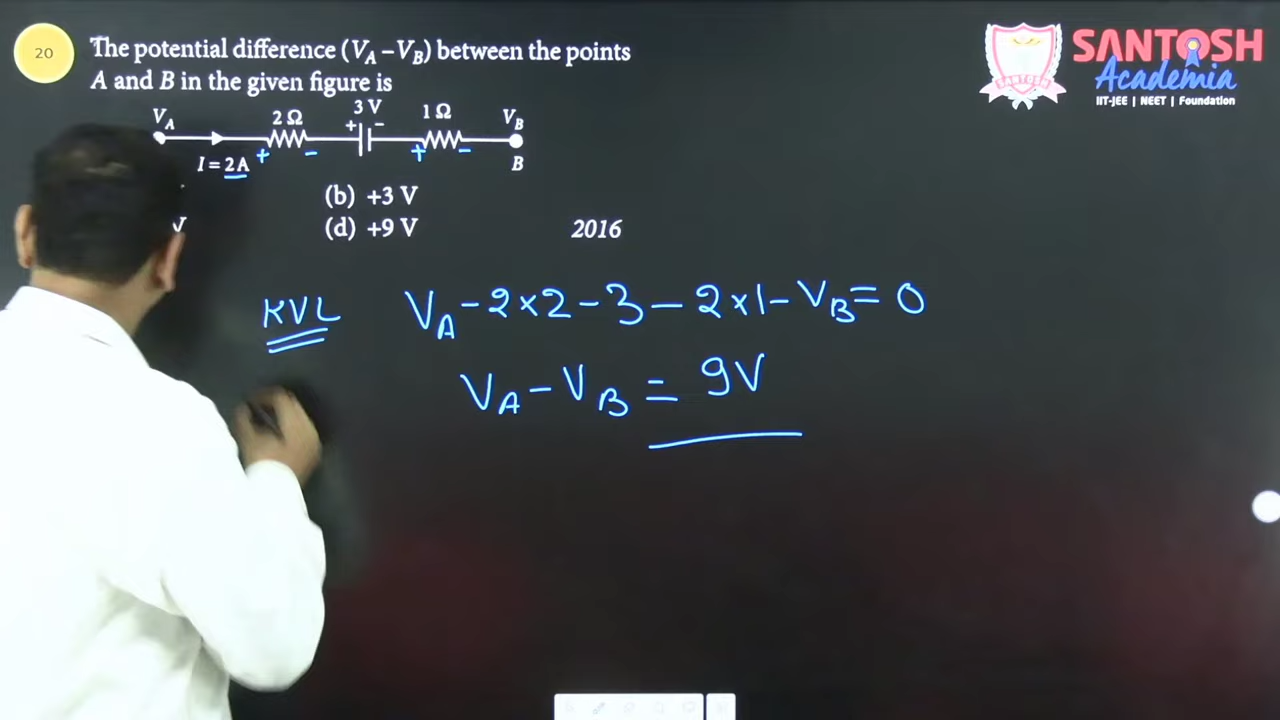 20
The potential difference (V_A – V_B) between the points
A and B in the given figure is
V_A 2 Ω 3 V 1 Ω V_B
+ -
+ - + -
I = 2A B
(b) +3 V
V (d) +9 V 2016
KVL V_A - 2 × 2 - 3 - 2 × 1 - V_B = 0
V_A - V_B = 9V
SANTOSH
Academia
IIT-JEE | NEET | Foundation
SANTOSH